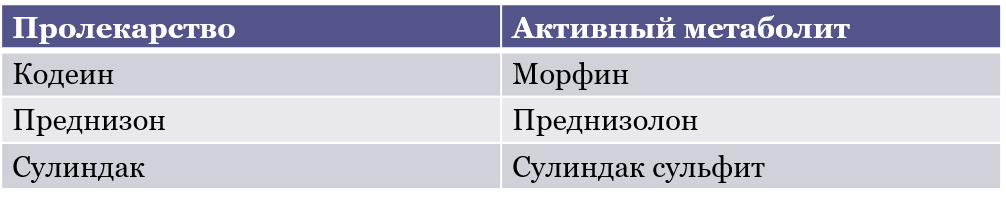 Пролекарство Активный метаболит
Кодеин Морфин
Преднизон Преднизолон
Сулиндак Сулиндак сульфит